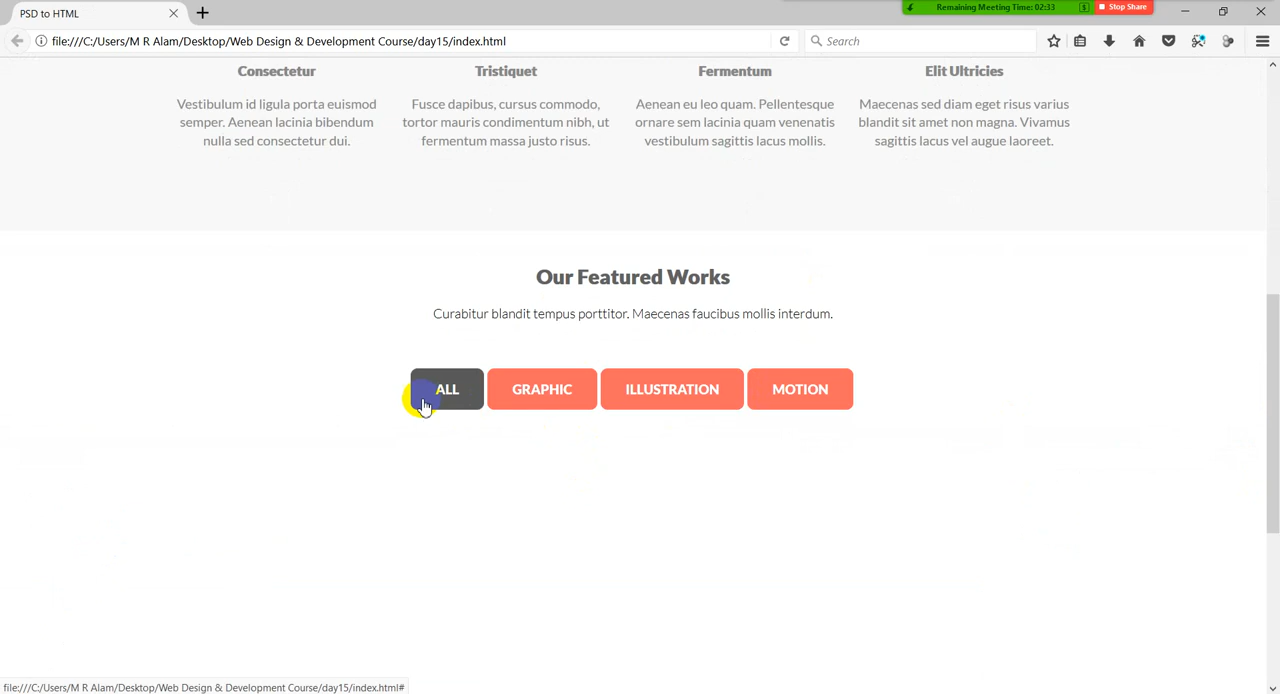 PSD to HTML
Remaining Meeting Time: 02:33
Stop Share
file:///C:/Users/M R Alam/Desktop/Web Design & Development Course/day15/index.html
Search
Consectetur
Vestibulum id ligula porta euismod
semper. Aenean lacinia bibendum
nulla sed consectetur dui.
Tristiquet
Fusce dapibus, cursus commodo,
tortor mauris condimentum nibh, ut
fermentum massa justo risus.
Fermentum
Aenean eu leo quam. Pellentesque
ornare sem lacinia quam venenatis
vestibulum sagittis lacus mollis.
Elit Ultricies
Maecenas sed diam eget risus varius
blandit sit amet non magna. Vivamus
sagittis lacus vel augue laoreet.
Our Featured Works
Curabitur blandit tempus porttitor. Maecenas faucibus mollis interdum.
ALL
GRAPHIC
ILLUSTRATION
MOTION
file:///C:/Users/M R Alam/Desktop/Web Design & Development Course/day15/index.html#